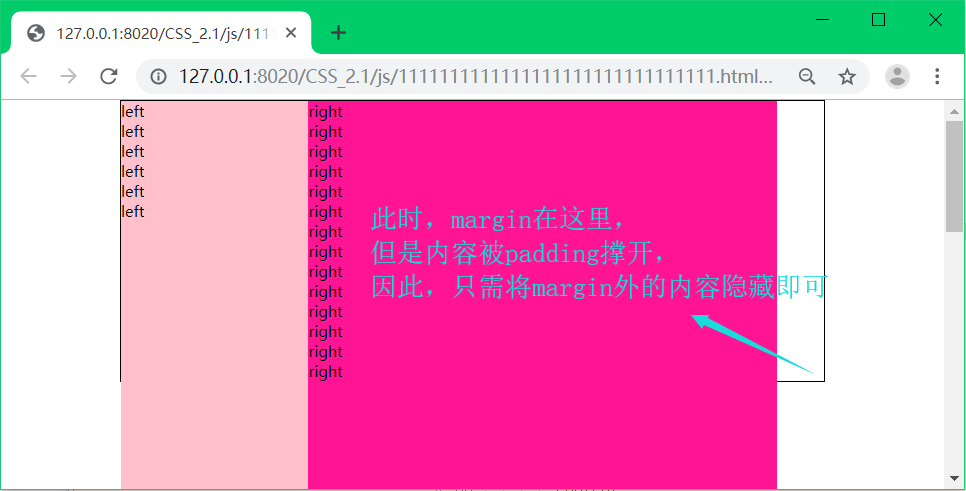 127.0.0.1:8020/CSS_2.1/js/1111
127.0.0.1:8020/CSS_2.1/js/1111111111111111111111111111111.html...
left
left
left
left
left
left
right
right
right
right
right
right
right
right
right
right
right
right
right
right
此时，margin在这里，
但是内容被padding撑开，
因此，只需将margin外的内容隐藏即可